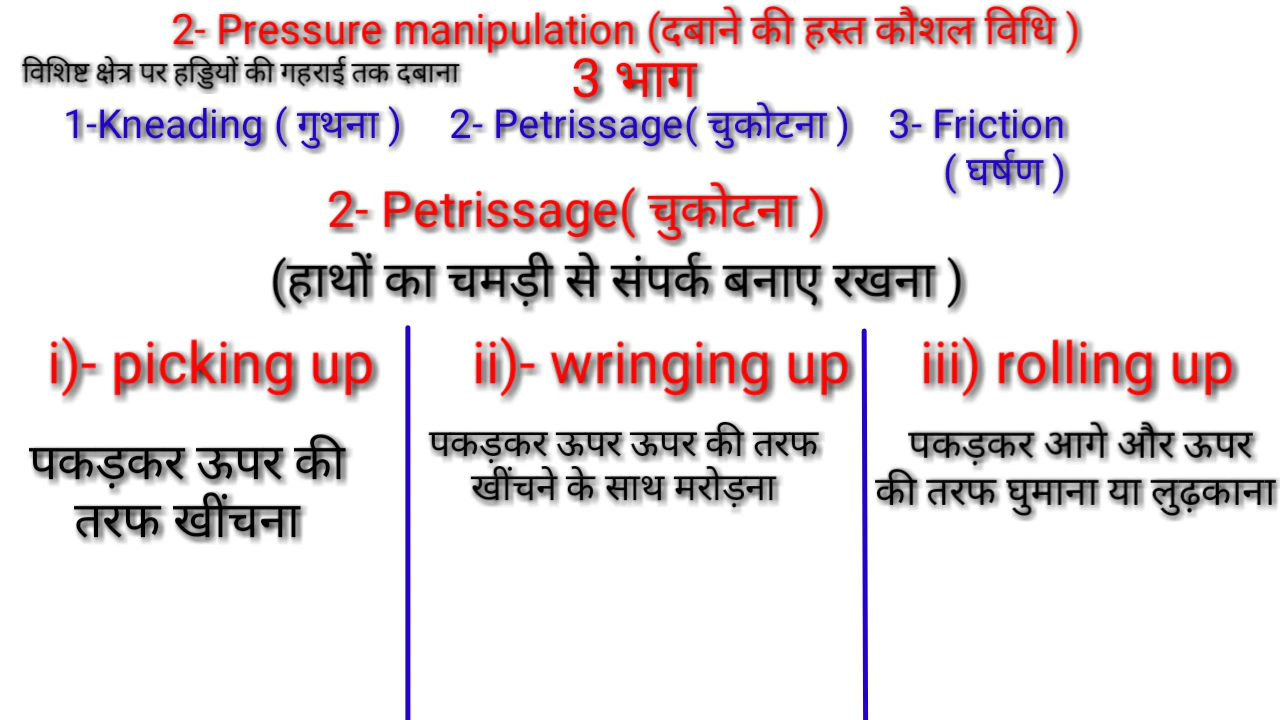 2- Pressure manipulation (दबाने की हस्त कौशल विधि )
विशिष्ट क्षेत्र पर हड्डियों की गहराई तक दबाना
3 भाग
1-Kneading ( गुथना )
2- Petrissage( चुकोटना )
3- Friction
( घर्षण )
2- Petrissage( चुकोटना )
(हाथों का चमड़ी से संपर्क बनाए रखना )
i)- picking up
पकड़कर ऊपर की
तरफ खींचना
ii)- wringing up
पकड़कर ऊपर ऊपर की तरफ
खींचने के साथ मरोड़ना
iii) rolling up
पकड़कर आगे और ऊपर
की तरफ घुमाना या लुढ़काना